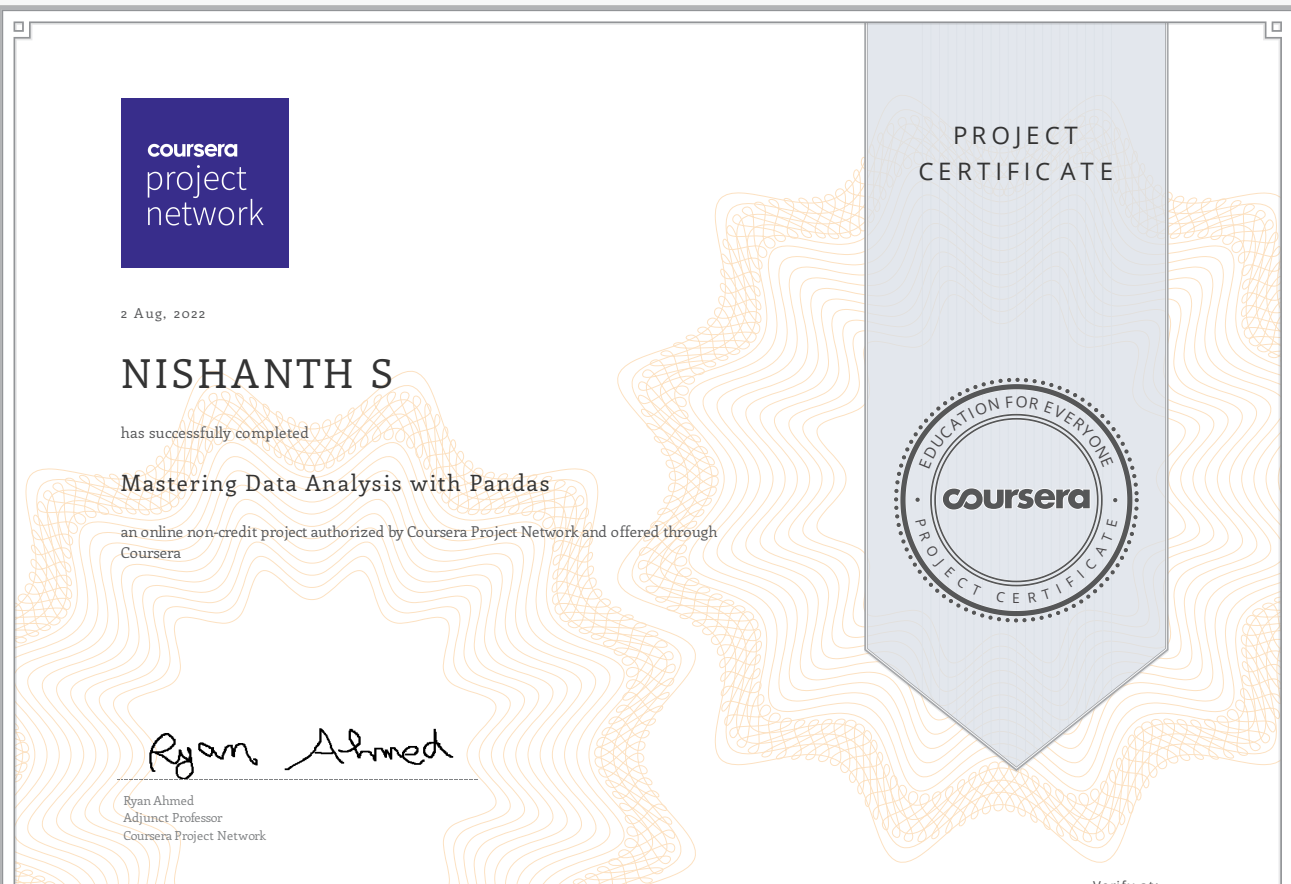 coursera
project
network
PROJECT
CERTIFICATE
2 Aug, 2022
NISHANTH S
has successfully completed
Mastering Data Analysis with Pandas
an online non-credit project authorized by Coursera Project Network and offered through
Coursera
EDUCATION FOR EVERYONE
coursera
PROJECT CERTIFICATE
Ryan Ahmed
Ryan Ahmed
Adjunct Professor
Coursera Project Network